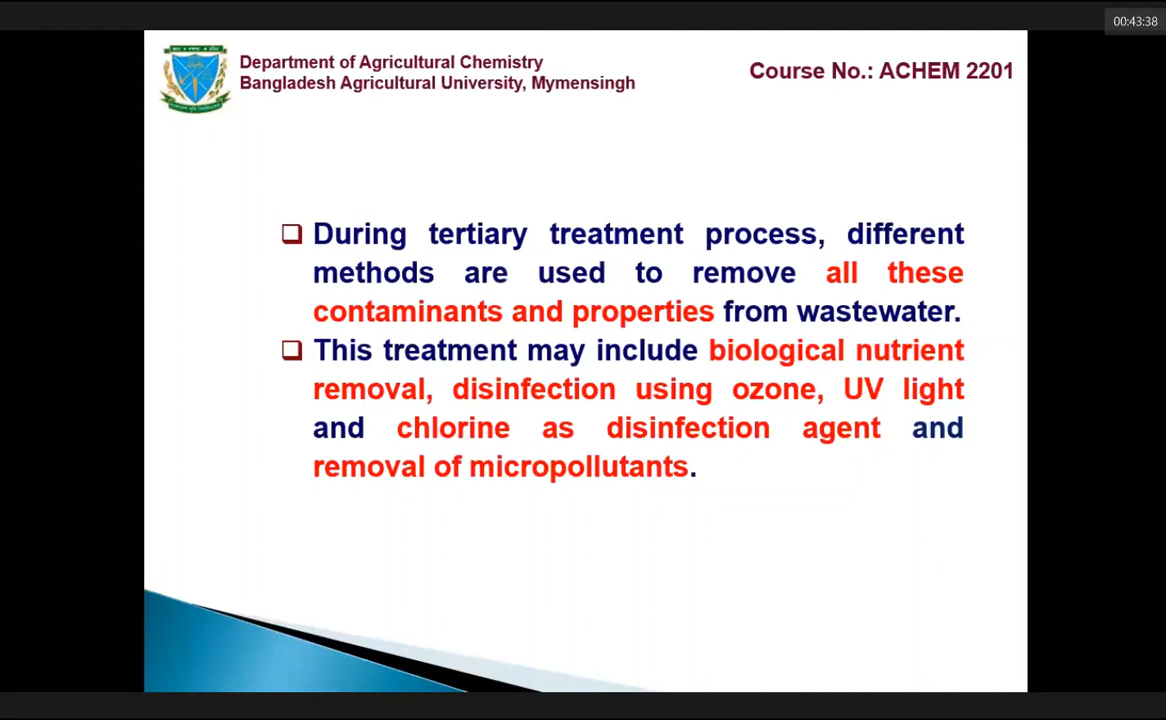 00:43:38
Department of Agricultural Chemistry
Bangladesh Agricultural University, Mymensingh
Course No.: ACHEM 2201
During tertiary treatment process, different
methods are used to remove all these
contaminants and properties from wastewater.
This treatment may include biological nutrient
removal, disinfection using ozone, UV light
and chlorine as disinfection agent and
removal of micropollutants.